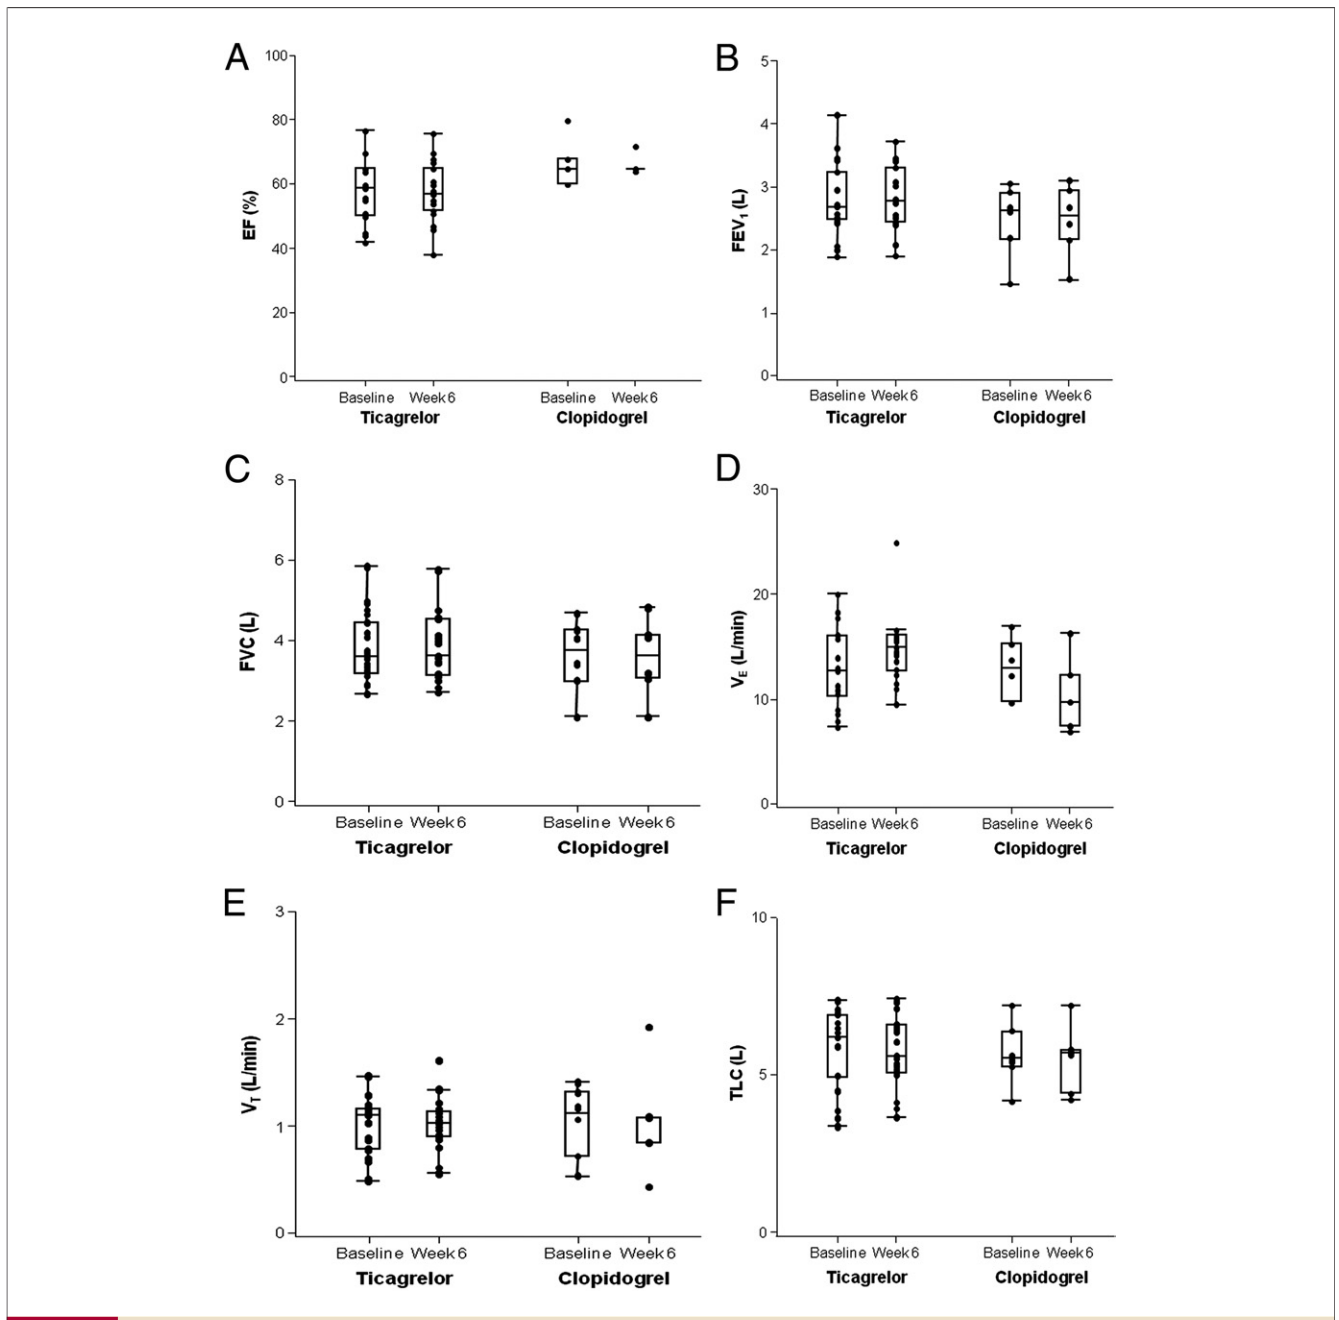 A
EF (%)
100
80
60
40
20
0
Baseline Week 6 Baseline Week 6
Ticagrelor Clopidogrel
B
FEV1 (L)
5
4
3
2
1
0
Baseline Week 6 Baseline Week 6
Ticagrelor Clopidogrel
C
FVC (L)
8
6
4
2
0
Baseline Week 6 Baseline Week 6
Ticagrelor Clopidogrel
D
VE (L/min)
30
20
10
0
Baseline Week 6 Baseline Week 6
Ticagrelor Clopidogrel
E
VT (L/min)
3
2
1
0
Baseline Week 6 Baseline Week 6
Ticagrelor Clopidogrel
F
TLC (L)
10
5
0
Baseline Week 6 Baseline Week 6
Ticagrelor Clopidogrel